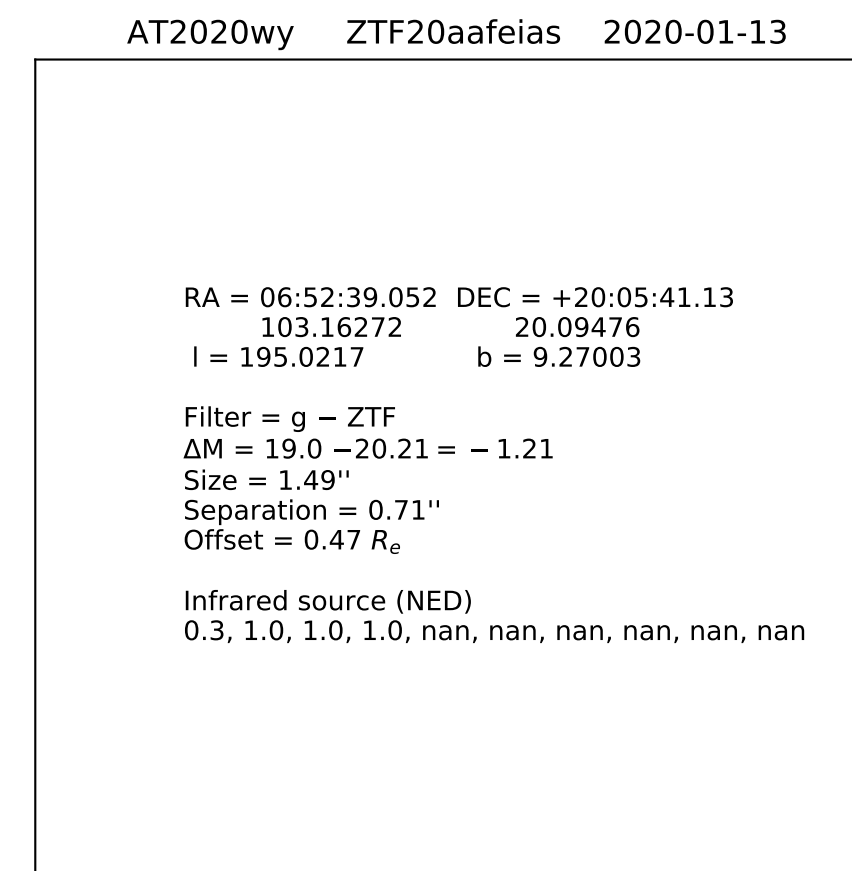 AT2020wy ZTF20aafeias 2020-01-13
RA = 06:52:39.052 DEC = +20:05:41.13
103.16272 20.09476
l = 195.0217 b = 9.27003
Filter = g − ZTF
ΔM = 19.0 −20.21 = −1.21
Size = 1.49''
Separation = 0.71''
Offset = 0.47 Re
Infrared source (NED)
0.3, 1.0, 1.0, 1.0, nan, nan, nan, nan, nan, nan